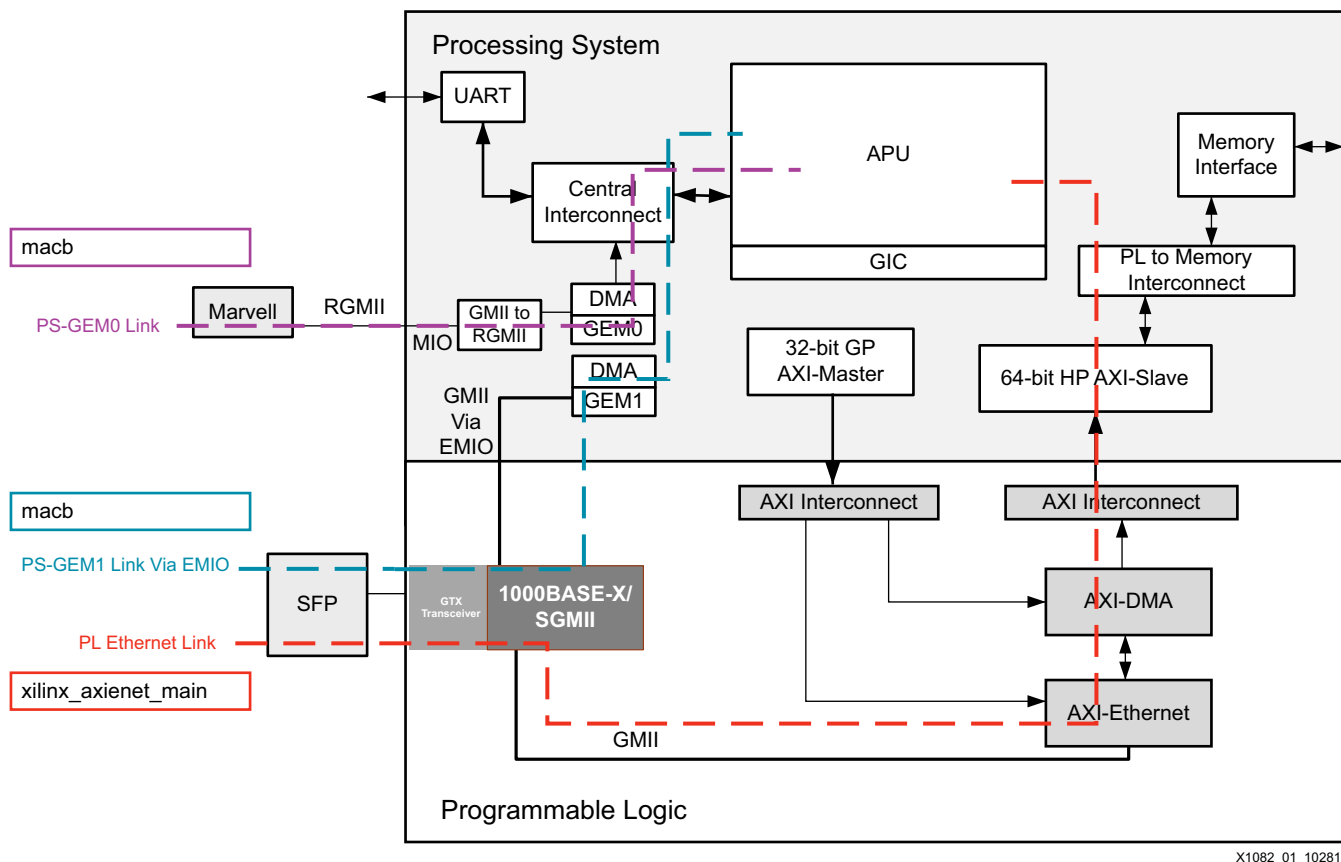 Processing System
UART
APU
Memory
Interface
Central
Interconnect
macb
GIC
PL to Memory
Interconnect
Marvell
RGMII
DMA
PS-GEM0 Link
GMII to
RGMII
GEM0
MIO
32-bit GP
AXI-Master
64-bit HP AXI-Slave
DMA
GEM1
GMII
Via
EMIO
macb
AXI Interconnect
AXI Interconnect
PS-GEM1 Link Via EMIO
SFP
GTX
Transceiver
1000BASE-X/
SGMII
AXI-DMA
PL Ethernet Link
xilinx_axienet_main
AXI-Ethernet
GMII
Programmable Logic
X1082_01_10281